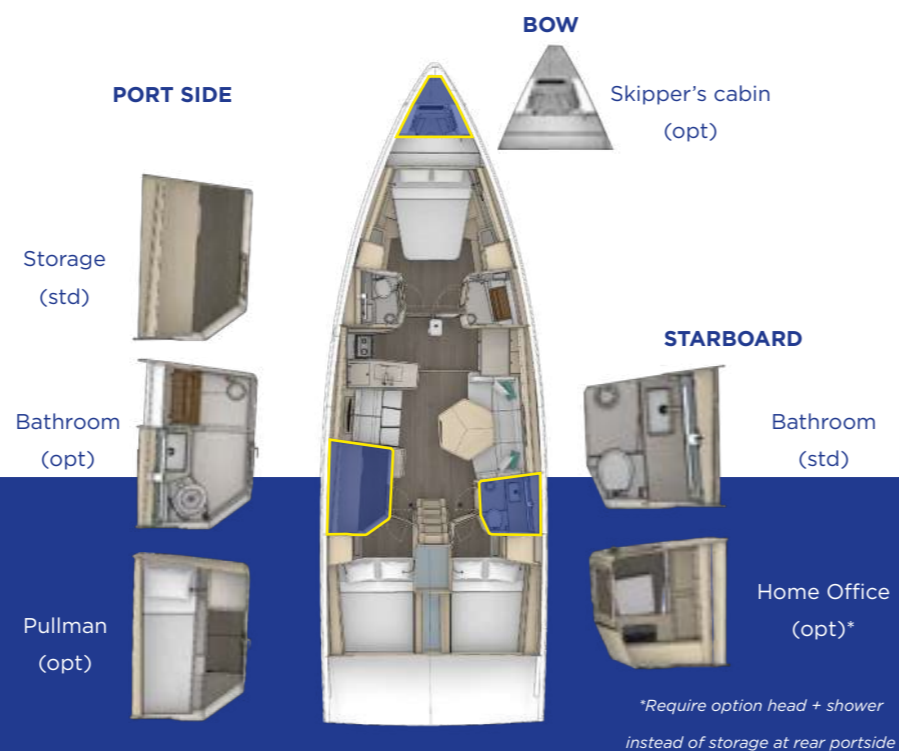 BOW
PORT SIDE
Skipper's cabin
(opt)
Storage
(std)
STARBOARD
Bathroom
(opt)
Bathroom
(std)
Pullman
(opt)
Home Office
(opt)*
*Require option head + shower
instead of storage at rear portside